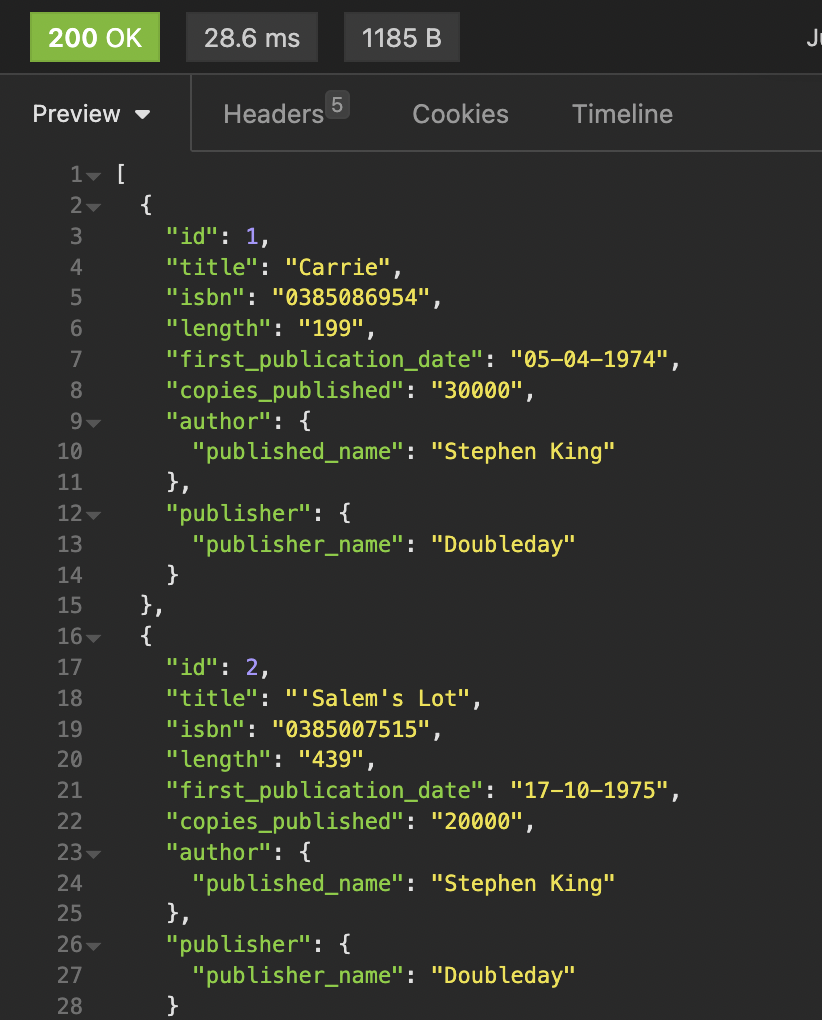 200 OK 28.6 ms 1185 B
Preview Headers 5 Cookies Timeline
1 [
2 {
3 "id": 1,
4 "title": "Carrie",
5 "isbn": "0385086954",
6 "length": "199",
7 "first_publication_date": "05-04-1974",
8 "copies_published": "30000",
9 "author": {
10 "published_name": "Stephen King"
11 },
12 "publisher": {
13 "publisher_name": "Doubleday"
14 }
15 },
16 {
17 "id": 2,
18 "title": "'Salem's Lot",
19 "isbn": "0385007515",
20 "length": "439",
21 "first_publication_date": "17-10-1975",
22 "copies_published": "20000",
23 "author": {
24 "published_name": "Stephen King"
25 },
26 "publisher": {
27 "publisher_name": "Doubleday"
28 }